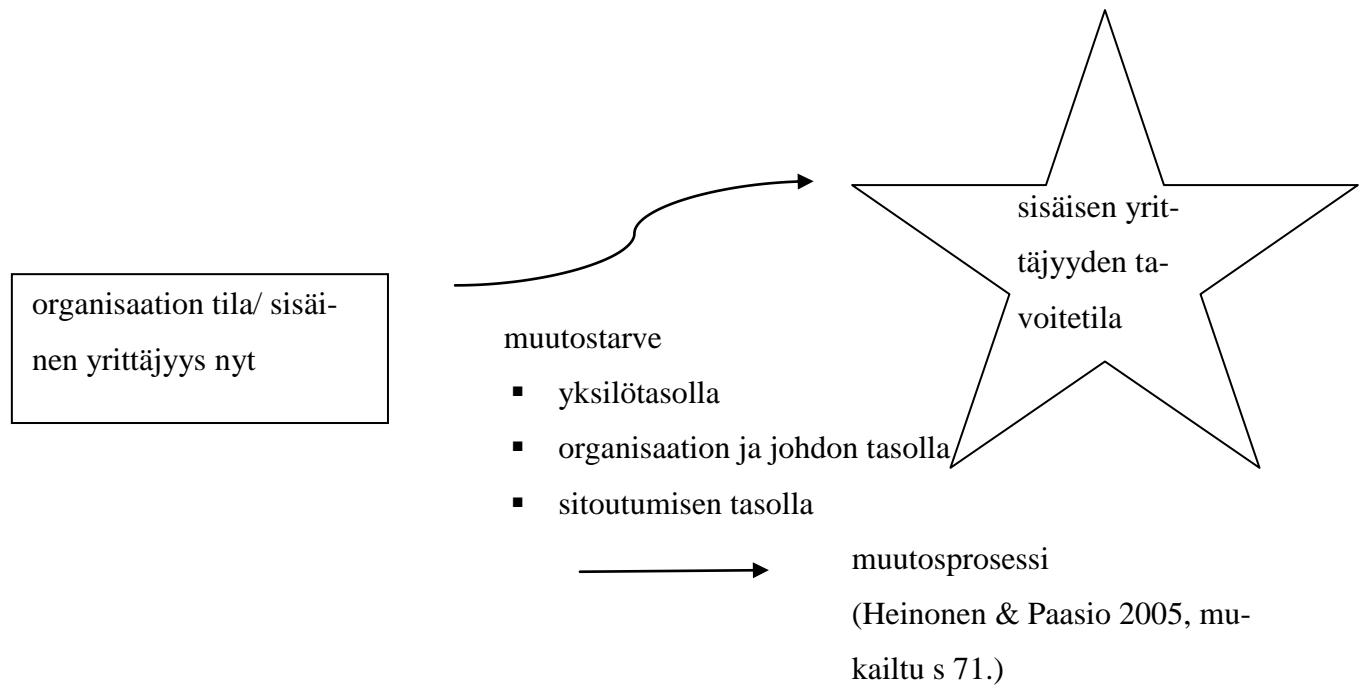 organisaation tila/ sisäi-
nen yrittäjyys nyt
muutostarve
▪ yksilötasolla
▪ organisaation ja johdon tasolla
▪ sitoutumisen tasolla
sisäisen yrit-
täjyyden ta-
voitetila
muutosprosessi
(Heinonen & Paasio 2005, mu-
kailtu s 71.)